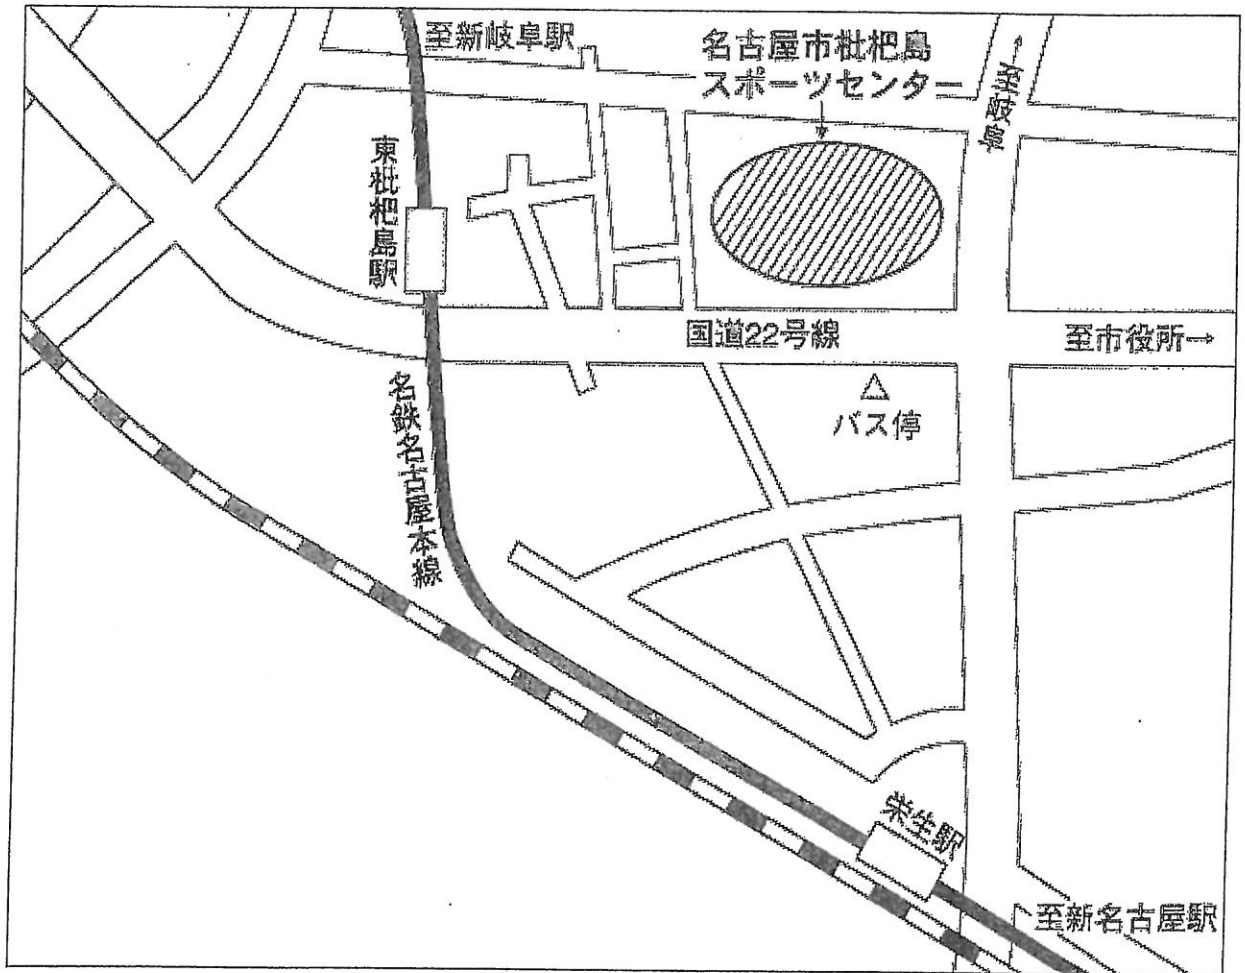 至新岐阜駅
名古屋市枇杷島
スポーツセンター
至岐阜
東枇杷島駅
国道22号線
至市役所→
バス停
名鉄名古屋本線
栄生駅
至新名古屋駅